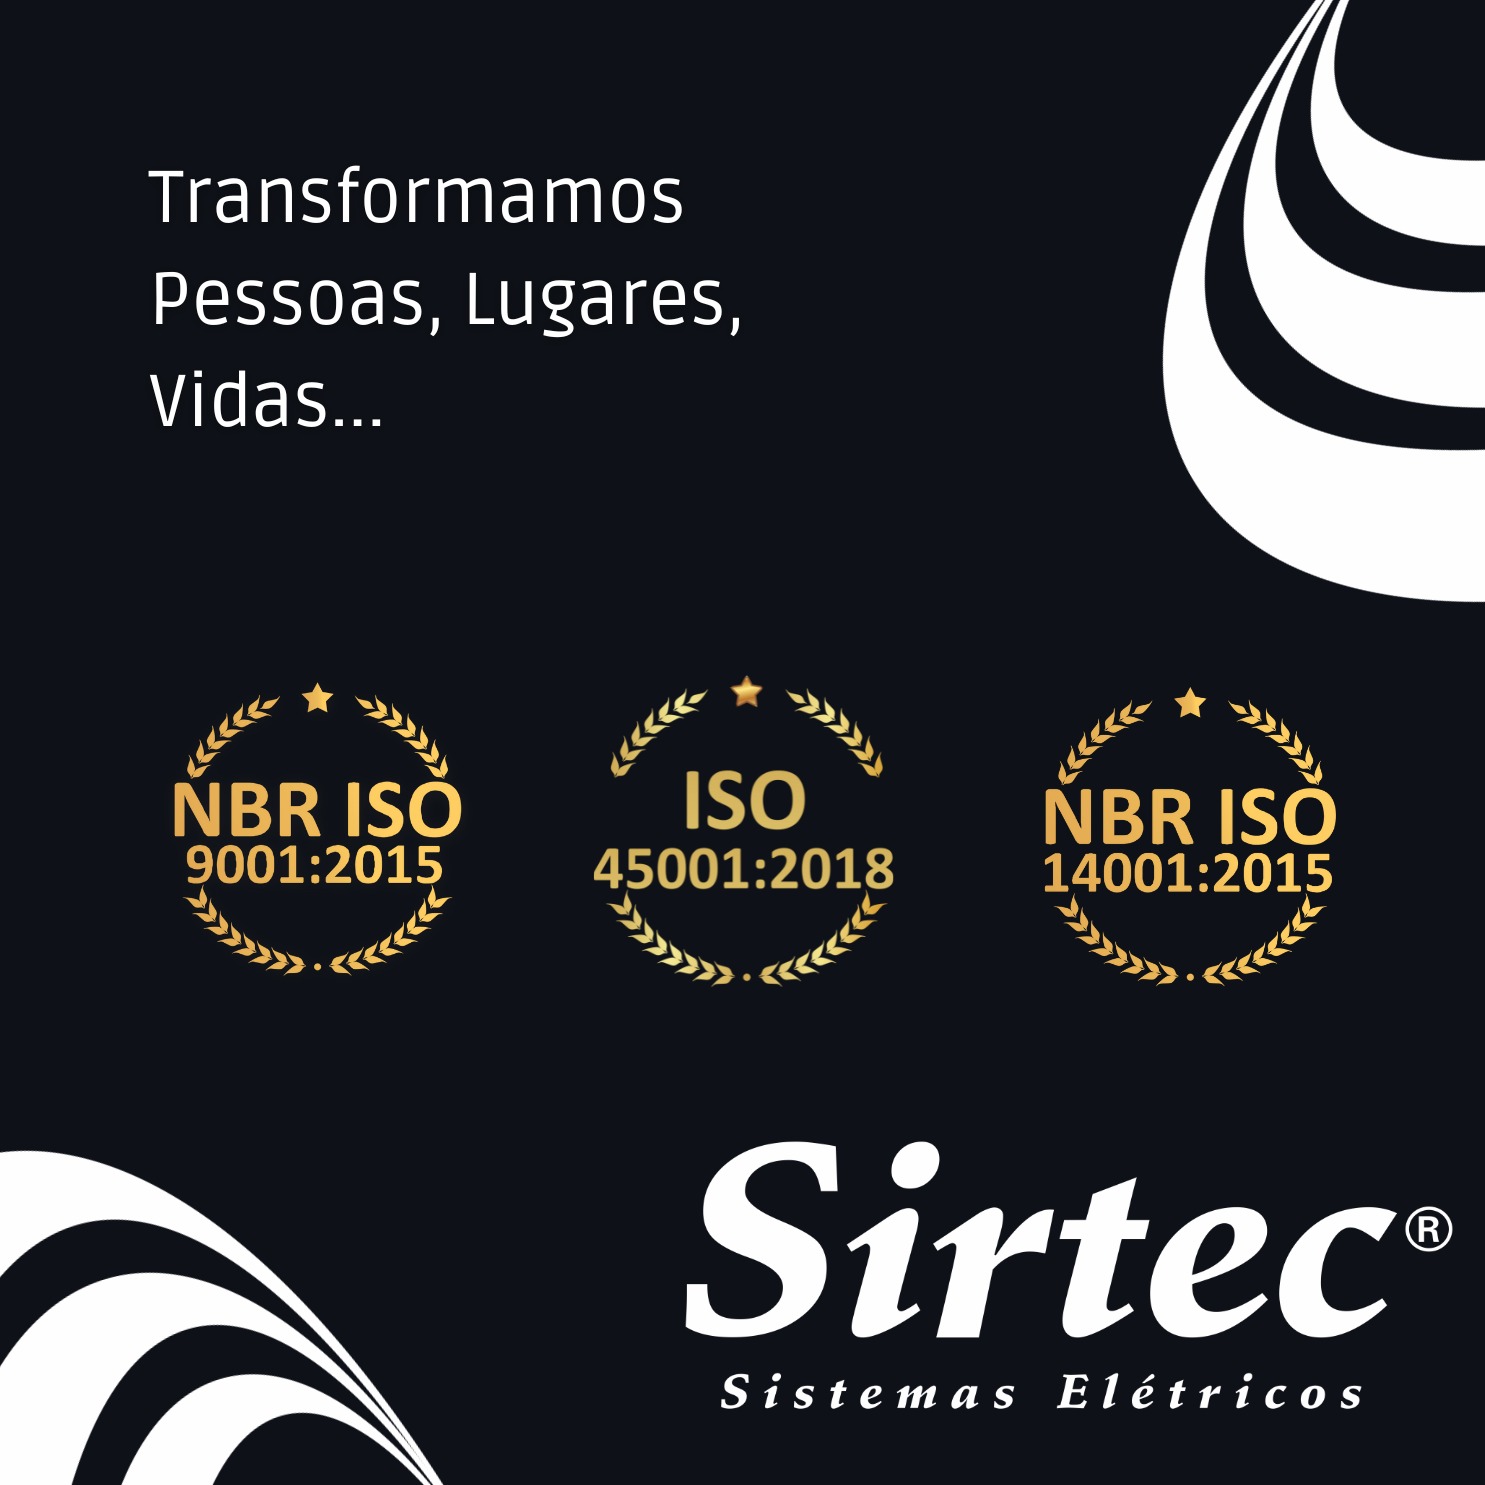 Transformamos
Pessoas, Lugares,
Vidas...
NBR ISO
9001:2015
ISO
45001:2018
NBR ISO
14001:2015
Sirtec®
Sistemas Elétricos